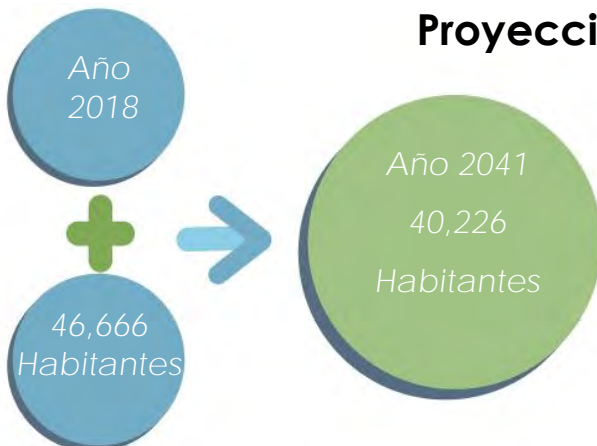 Proyecci
Año
2018
46,666
Habitantes
Año 2041
40,226
Habitantes